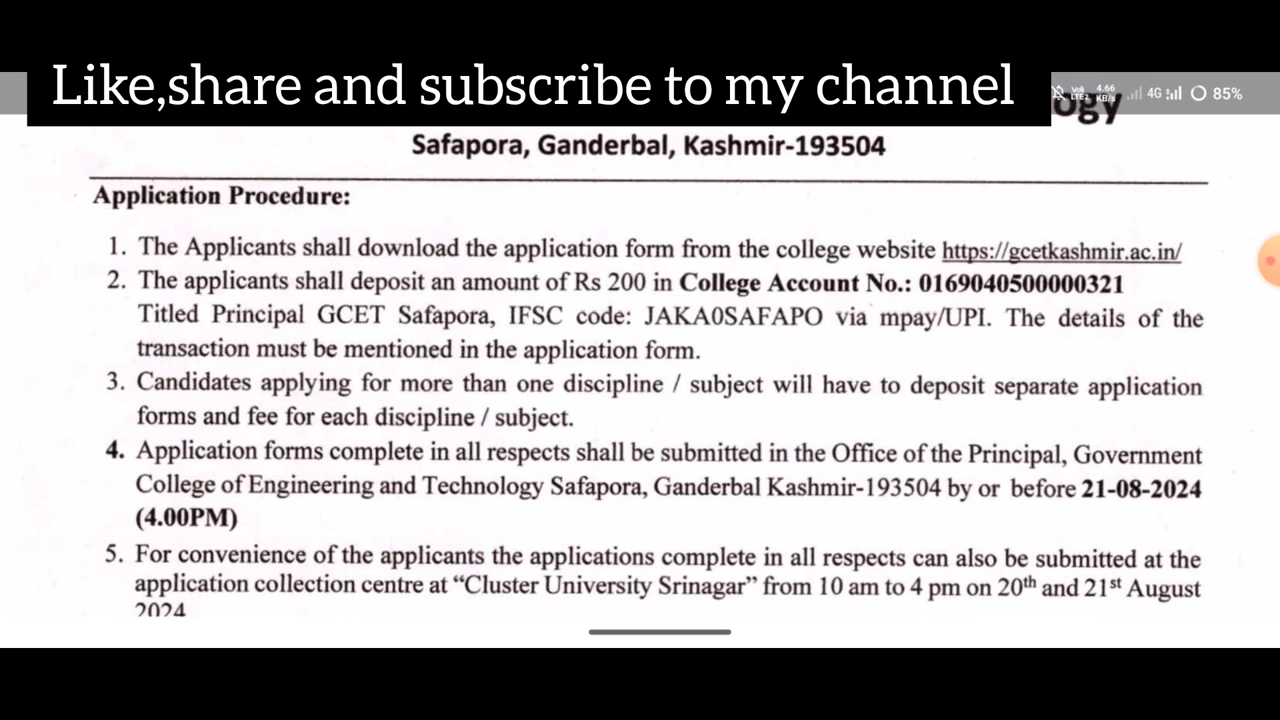 Like,share and subscribe to my channel
ogy
Vo)) LTE2 4.66 KB/s 4G 85%
Safapora, Ganderbal, Kashmir-193504
Application Procedure:
1. The Applicants shall download the application form from the college website https://gcetkashmir.ac.in/
2. The applicants shall deposit an amount of Rs 200 in College Account No.: 0169040500000321
Titled Principal GCET Safapora, IFSC code: JAKA0SAFAPO via mpay/UPI. The details of the
transaction must be mentioned in the application form.
3. Candidates applying for more than one discipline / subject will have to deposit separate application
forms and fee for each discipline / subject.
4. Application forms complete in all respects shall be submitted in the Office of the Principal, Government
College of Engineering and Technology Safapora, Ganderbal Kashmir-193504 by or before 21-08-2024
(4.00PM)
5. For convenience of the applicants the applications complete in all respects can also be submitted at the
application collection centre at “Cluster University Srinagar” from 10 am to 4 pm on 20th and 21st August
2024